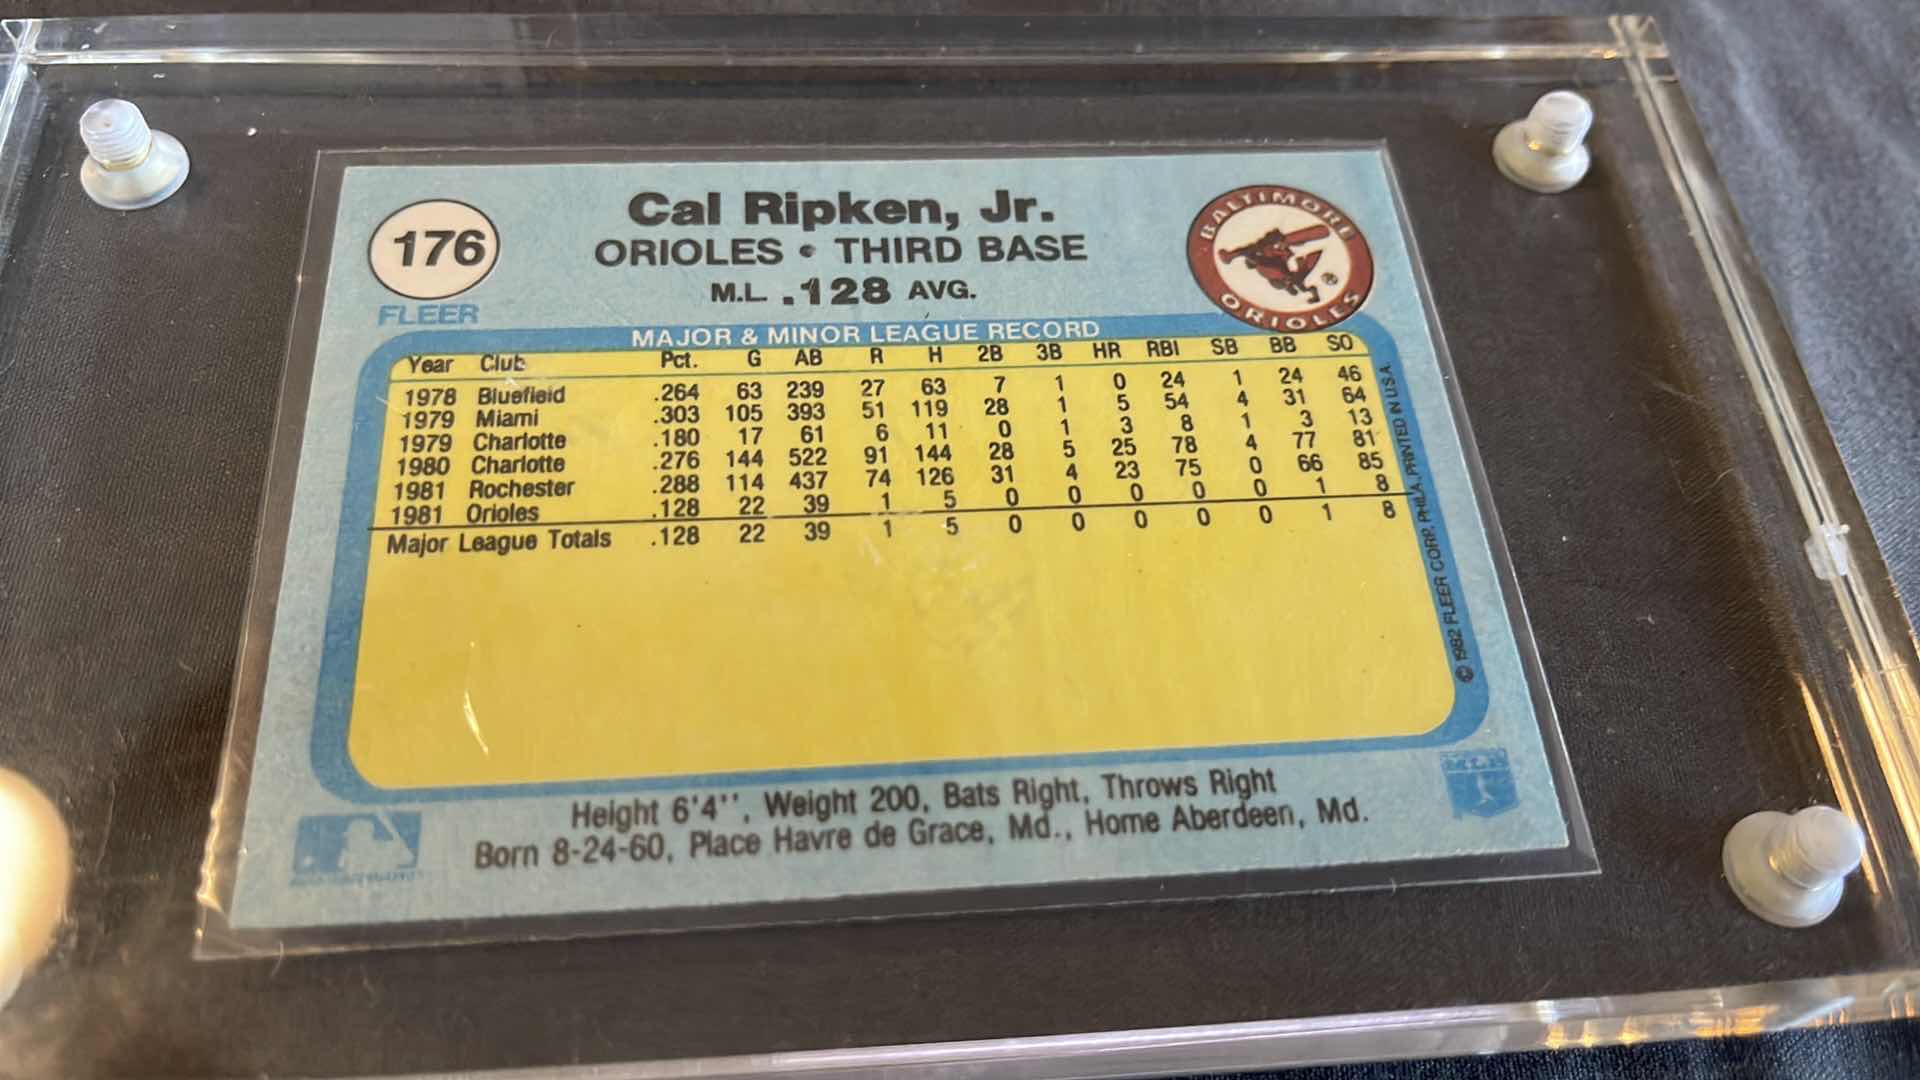 176
FLEER
Cal Ripken, Jr.
ORIOLES • THIRD BASE
M.L. .128 AVG.
BALTIMORE
ORIOLES
MAJOR & MINOR LEAGUE RECORD
Year Club Pct. G AB R H 2B 3B HR RBI SB BB SO
1978 Bluefield .264 63 239 27 63 7 1 0 24 1 24 46
1979 Miami .303 105 393 51 119 28 1 5 54 4 31 64
1979 Charlotte .180 17 61 6 11 0 1 3 8 1 3 13
1980 Charlotte .276 144 522 91 144 28 5 25 78 4 77 81
1981 Rochester .288 114 437 74 126 31 4 23 75 0 66 85
1981 Orioles .128 22 39 1 5 0 0 0 0 0 1 8
Major League Totals .128 22 39 1 5 0 0 0 0 0 1 8
© 1982 FLEER CORP. PHILA. PRINTED IN U.S.A.
Height 6'4'', Weight 200, Bats Right, Throws Right
Born 8-24-60, Place Havre de Grace, Md., Home Aberdeen, Md.